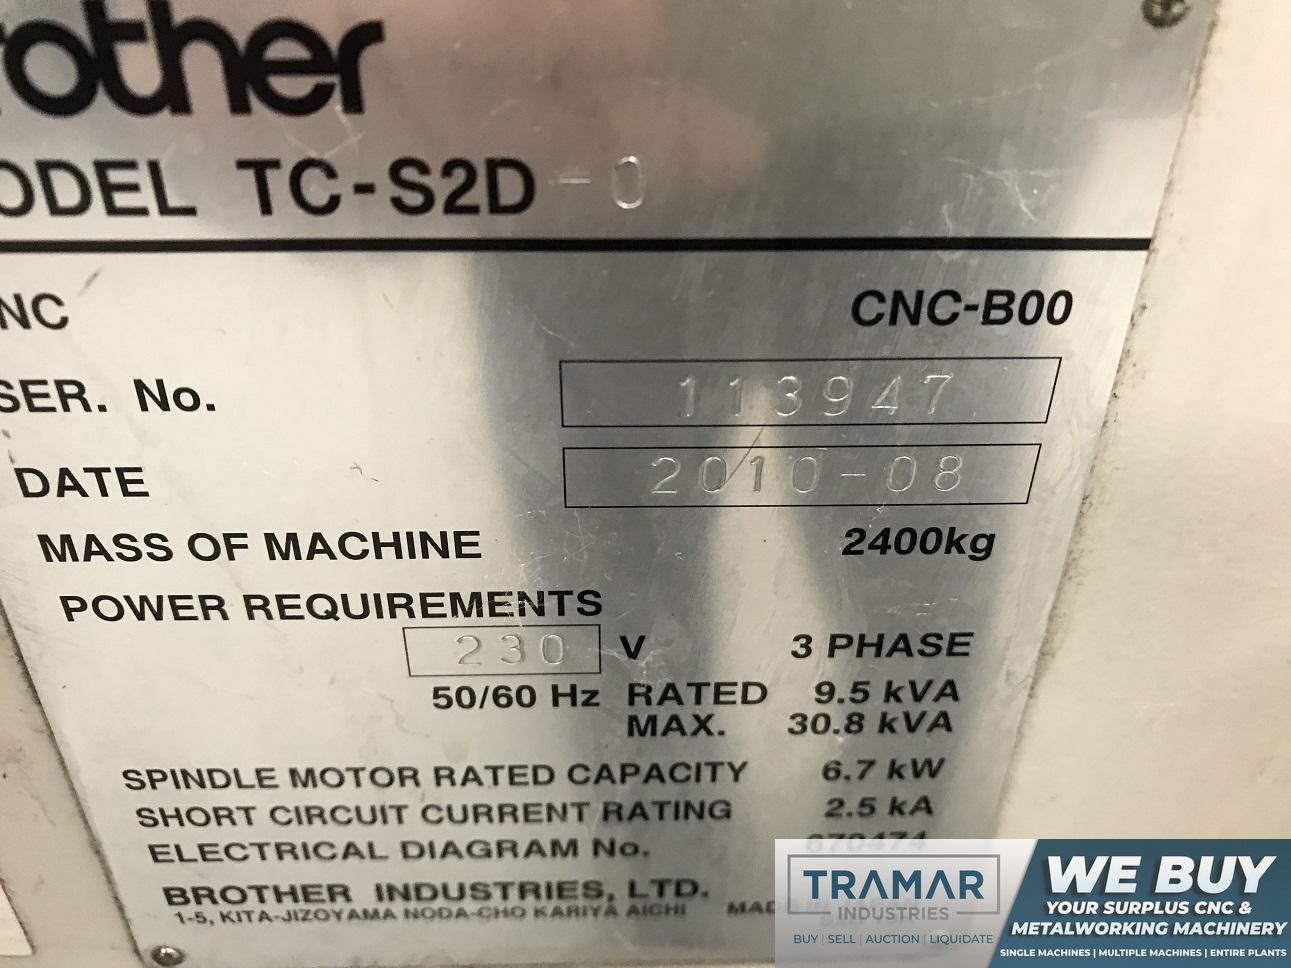 rother
ODEL TC-S2D-0
NC CNC-B00
SER. No. 113947
DATE 2010-08
MASS OF MACHINE 2400kg
POWER REQUIREMENTS
230 V 3 PHASE
50/60 Hz RATED 9.5 kVA
MAX. 30.8 kVA
SPINDLE MOTOR RATED CAPACITY 6.7 kW
SHORT CIRCUIT CURRENT RATING 2.5 kA
ELECTRICAL DIAGRAM No. 670474
BROTHER INDUSTRIES, LTD.
1-5, KITA-JIZOYAMA NODA-CHO KARIYA AICHI
TRAMAR
INDUSTRIES
BUY | SELL | AUCTION | LIQUIDATE
WE BUY
YOUR SURPLUS CNC &
METALWORKING MACHINERY
SINGLE MACHINES | MULTIPLE MACHINES | ENTIRE PLANTS